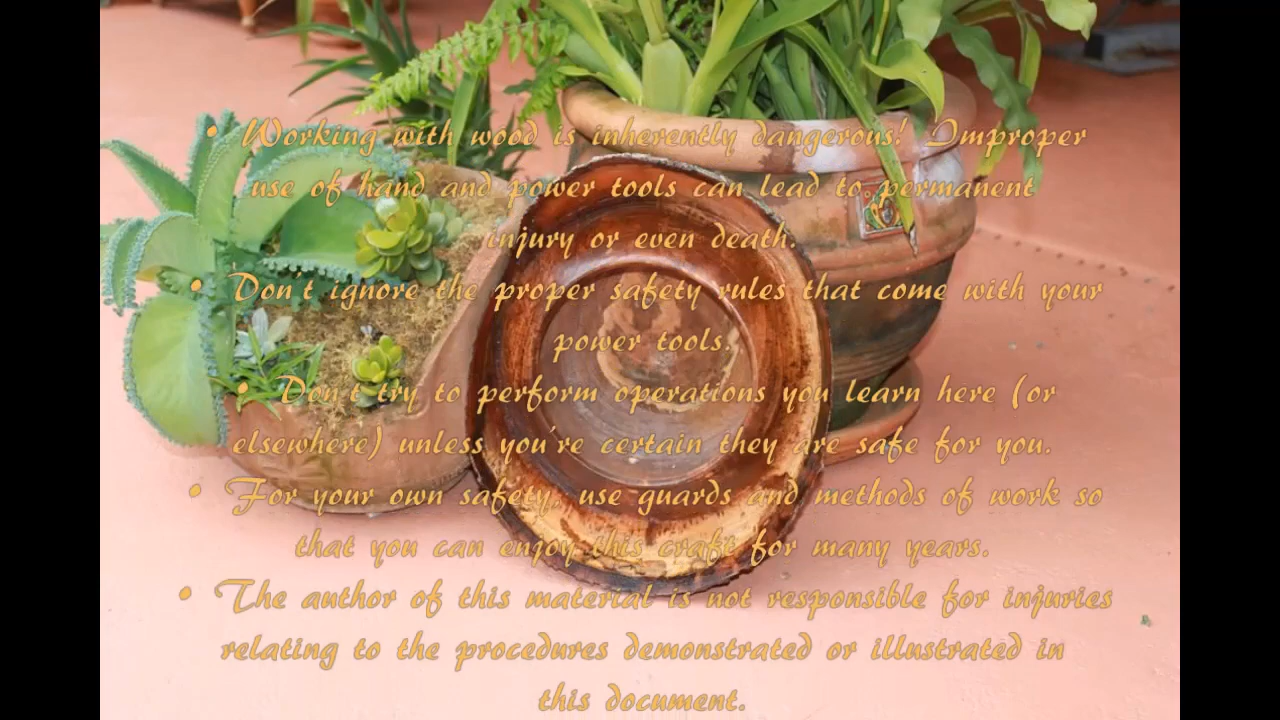 • Working with wood is inherently dangerous! Improper
use of hand and power tools can lead to permanent
injury or even death.
• Don't ignore the proper safety rules that come with your
power tools.
• Don't try to perform operations you learn here (or
elsewhere) unless you're certain they are safe for you.
• For your own safety, use guards and methods of work so
that you can enjoy this craft for many years.
• The author of this material is not responsible for injuries
relating to the procedures demonstrated or illustrated in
this document.